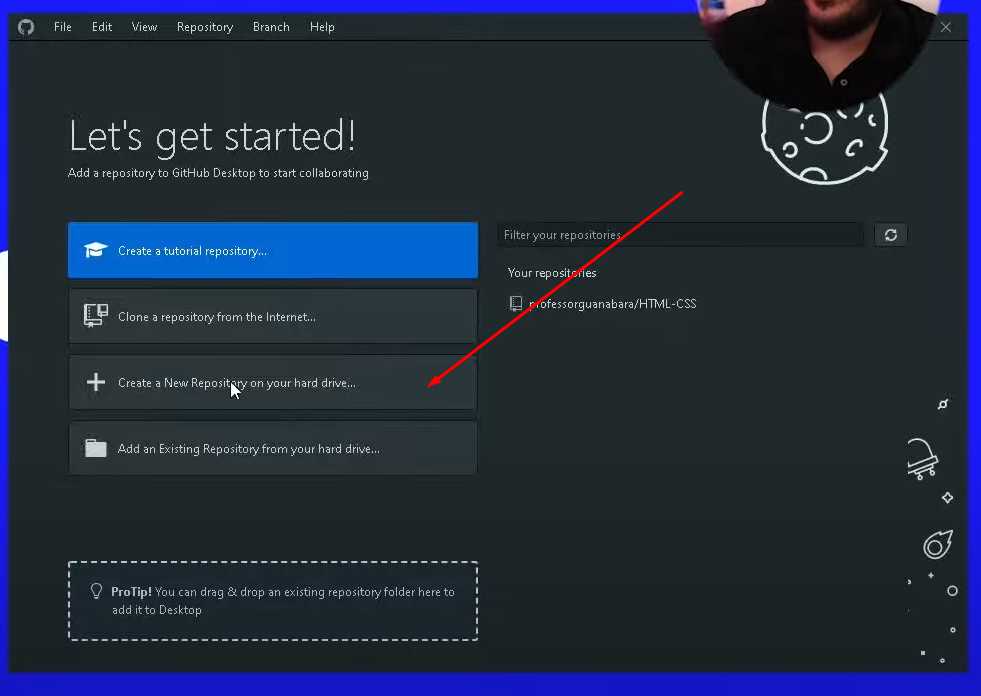 File Edit View Repository Branch Help
Let's get started!
Add a repository to GitHub Desktop to start collaborating
Create a tutorial repository...
Clone a repository from the Internet...
Create a New Repository on your hard drive...
Add an Existing Repository from your hard drive...
Filter your repositories
Your repositories
professorguanabara/HTML-CSS
ProTip! You can drag & drop an existing repository folder here to
add it to Desktop